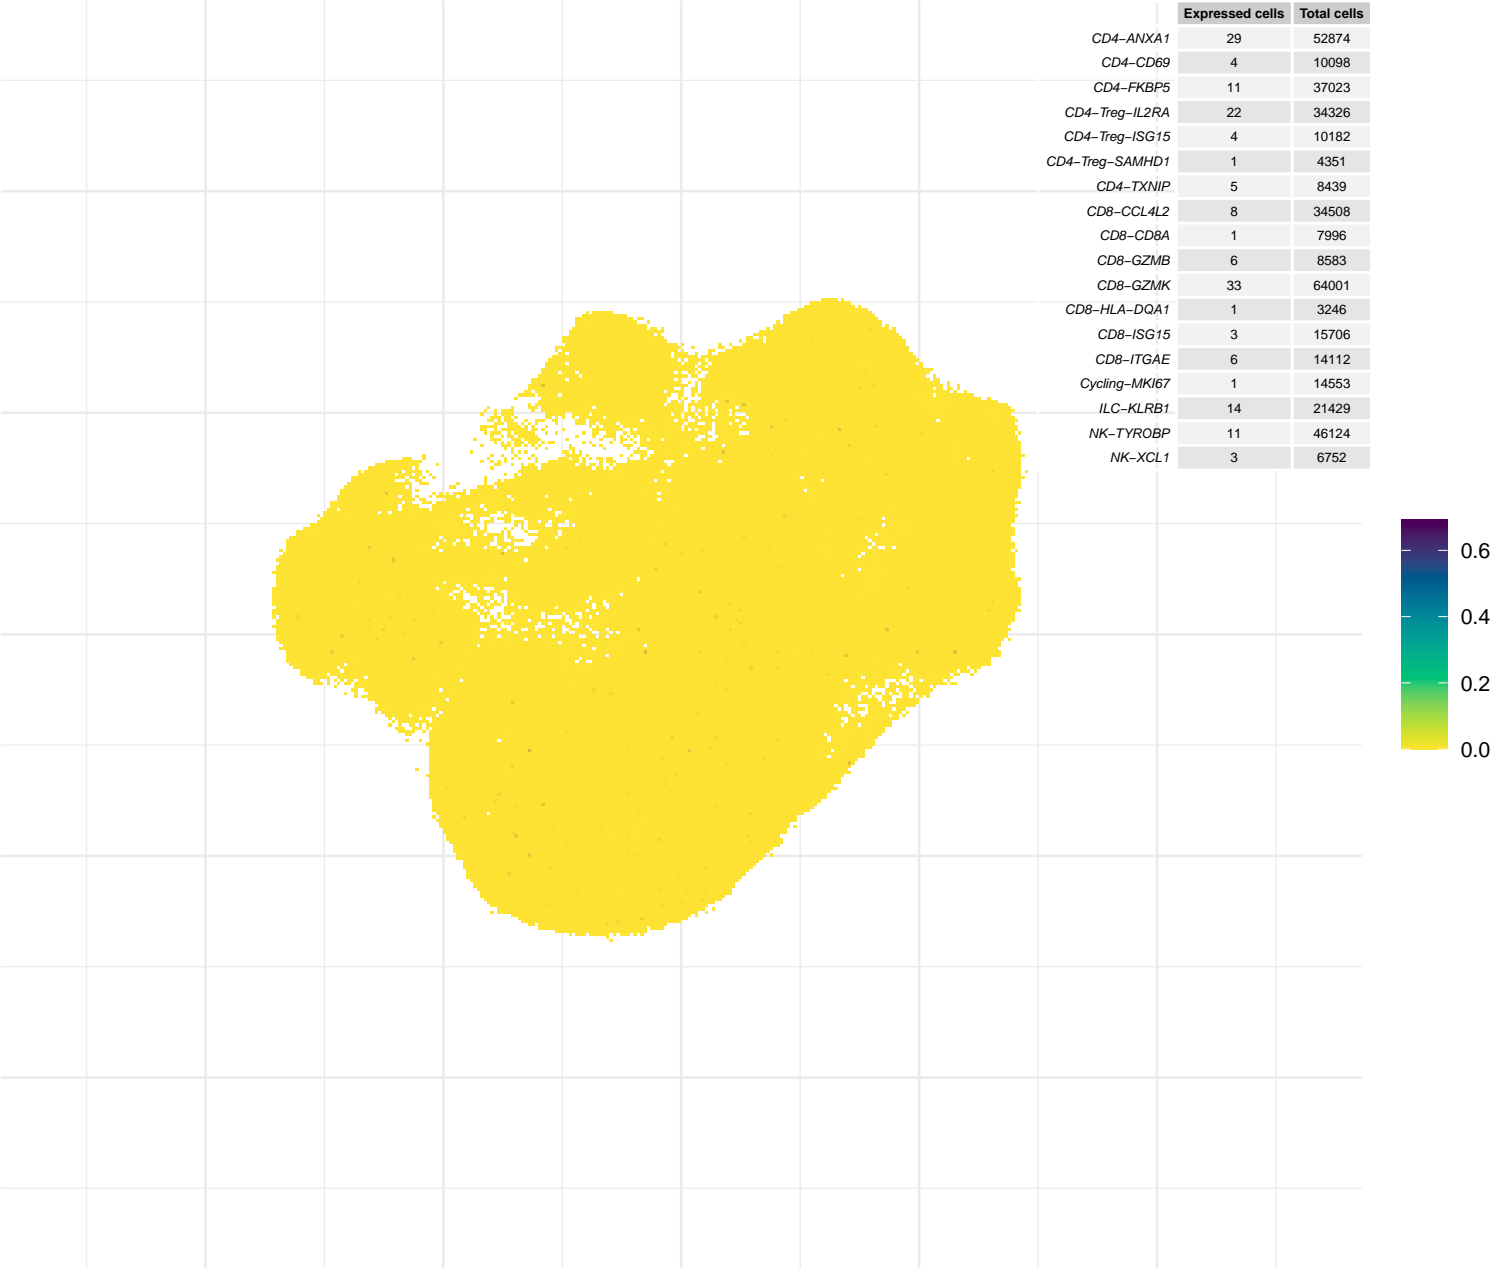 Expressed cells Total cells
CD4−ANXA1 29 52874
CD4−CD69 4 10098
CD4−FKBP5 11 37023
CD4−Treg−IL2RA 22 34326
CD4−Treg−ISG15 4 10182
CD4−Treg−SAMHD1 1 4351
CD4−TXNIP 5 8439
CD8−CCL4L2 8 34508
CD8−CD8A 1 7996
CD8−GZMB 6 8583
CD8−GZMK 33 64001
CD8−HLA−DQA1 1 3246
CD8−ISG15 3 15706
CD8−ITGAE 6 14112
Cycling−MKI67 1 14553
ILC−KLRB1 14 21429
NK−TYROBP 11 46124
NK−XCL1 3 6752
0.6
0.4
0.2
0.0